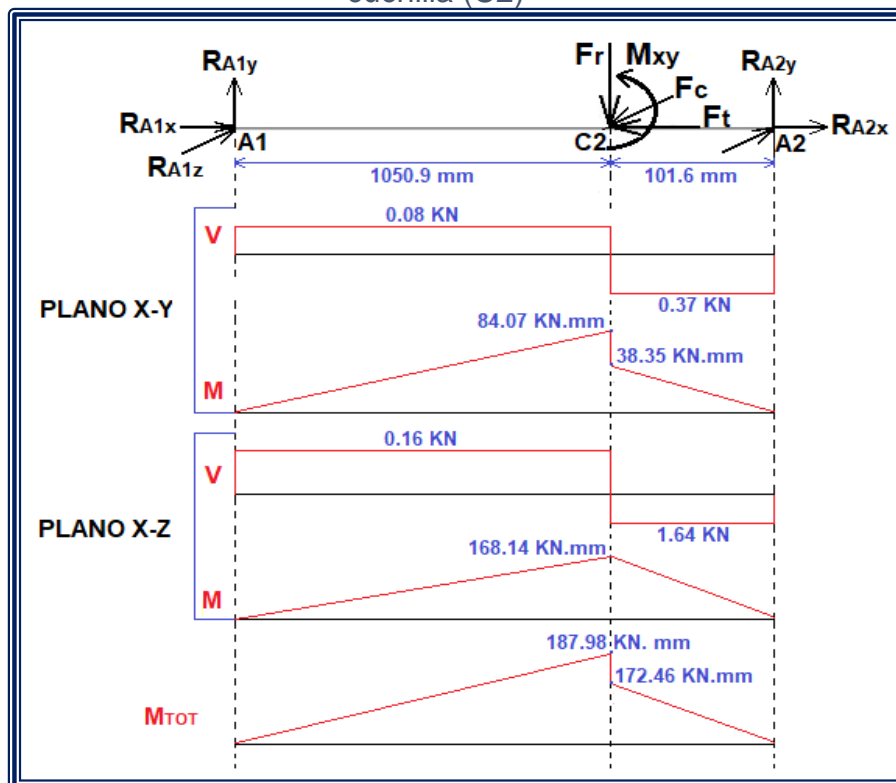 cuchilla (C2)
RA1y Fr Mxy RA2y
Fc
RA1x Ft RA2x
A1 C2 A2
RA1z
1050.9 mm 101.6 mm
0.08 KN
V
PLANO X-Y 0.37 KN
84.07 KN.mm
38.35 KN.mm
M
0.16 KN
V
PLANO X-Z 1.64 KN
168.14 KN.mm
M
187.98 KN. mm
172.46 KN.mm
MTOT